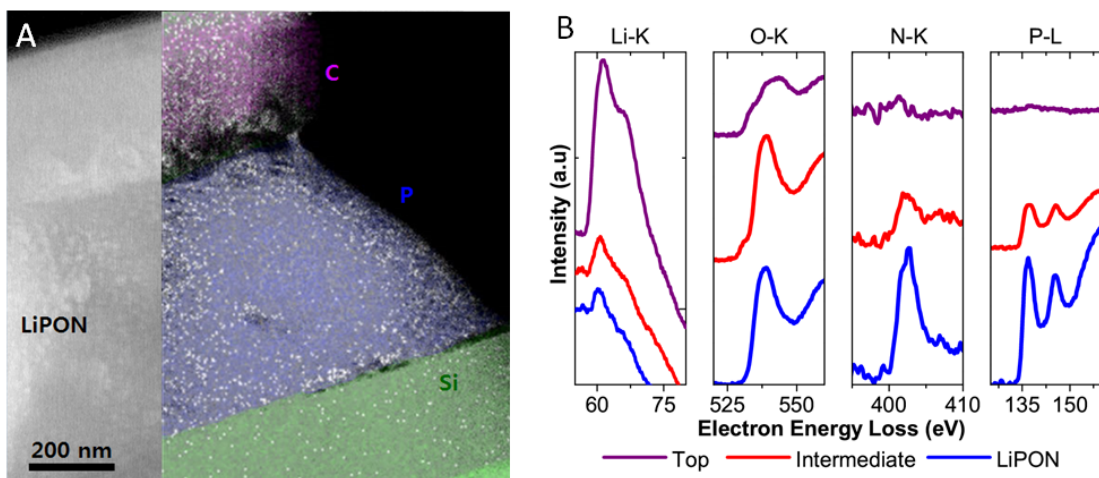 A
C
P
LiPON
Si
200 nm
B
Li-K
O-K
N-K
P-L
Intensity (a.u)
60 75
525 550
400 410
135 150
Electron Energy Loss (eV)
Top
Intermediate
LiPON